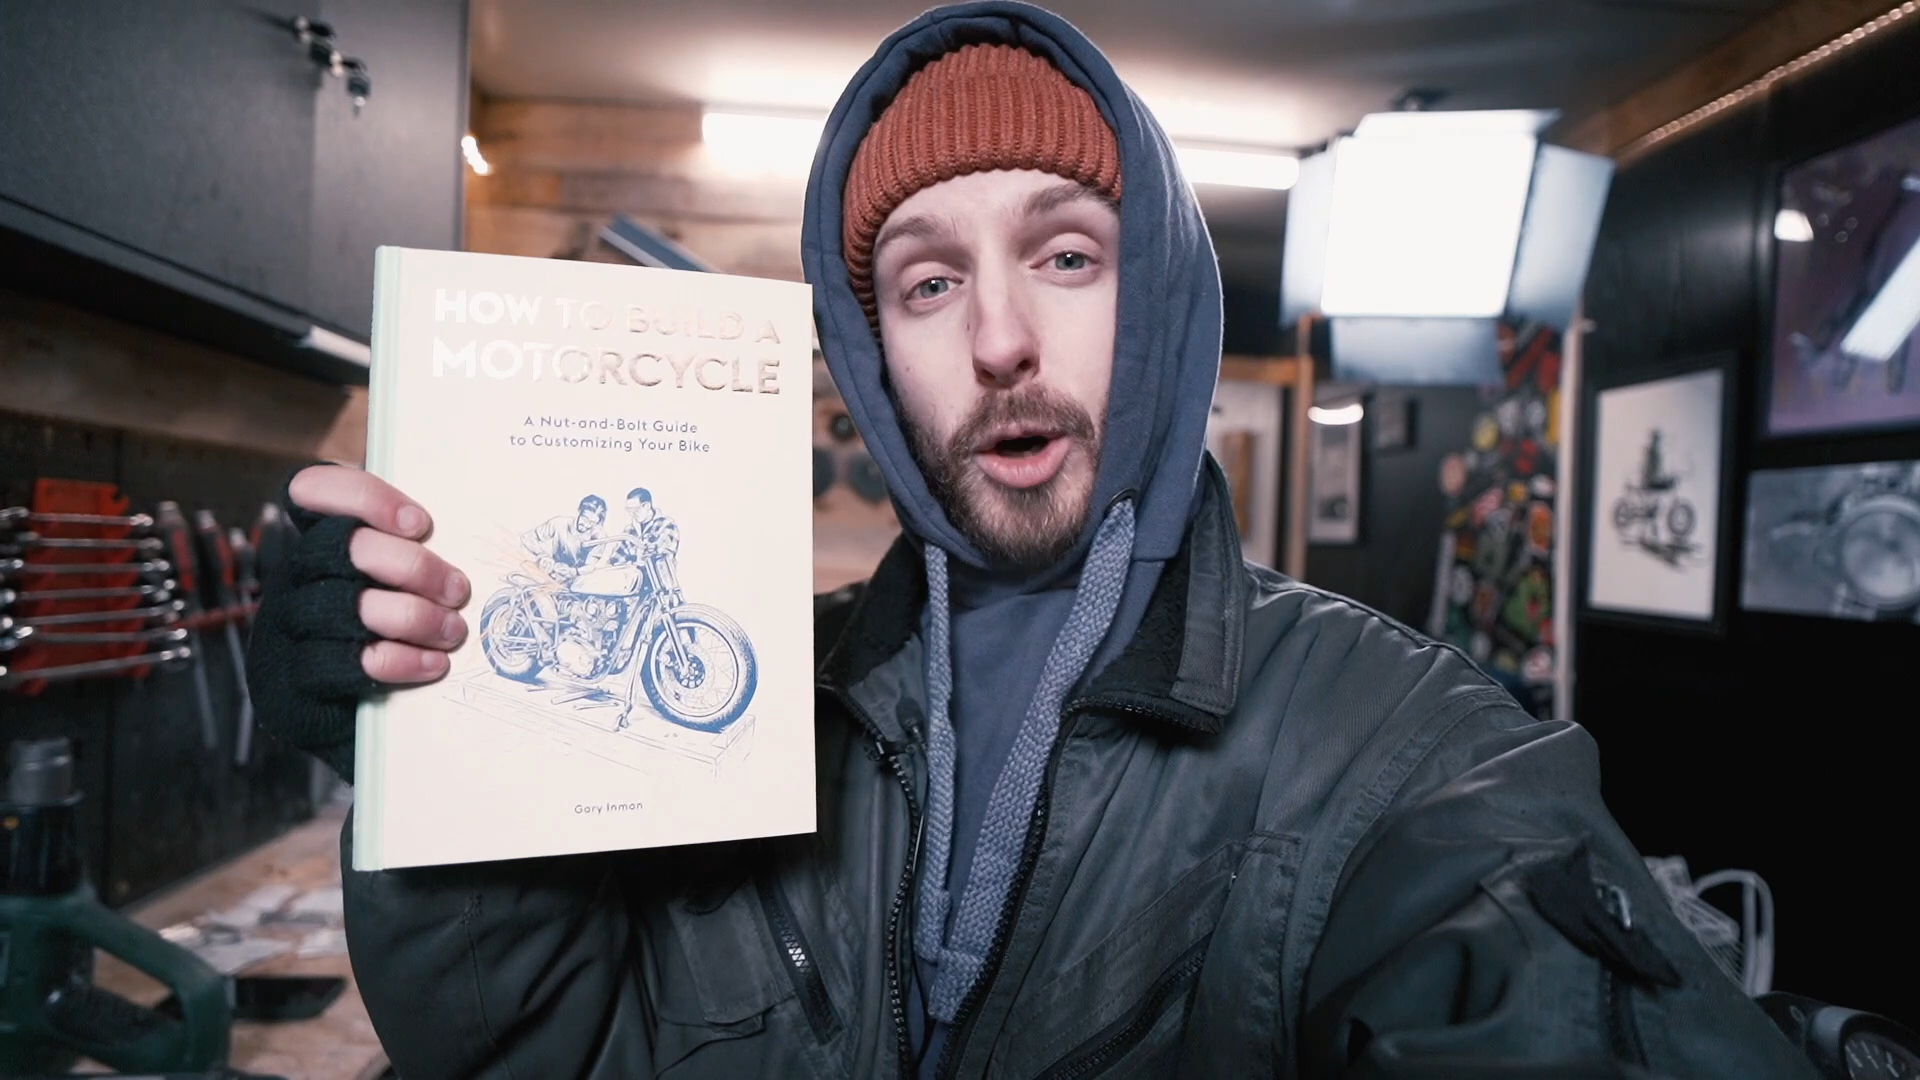 HOW TO BUILD A
MOTORCYCLE
A Nut-and-Bolt Guide
to Customizing Your Bike
Gary Inman